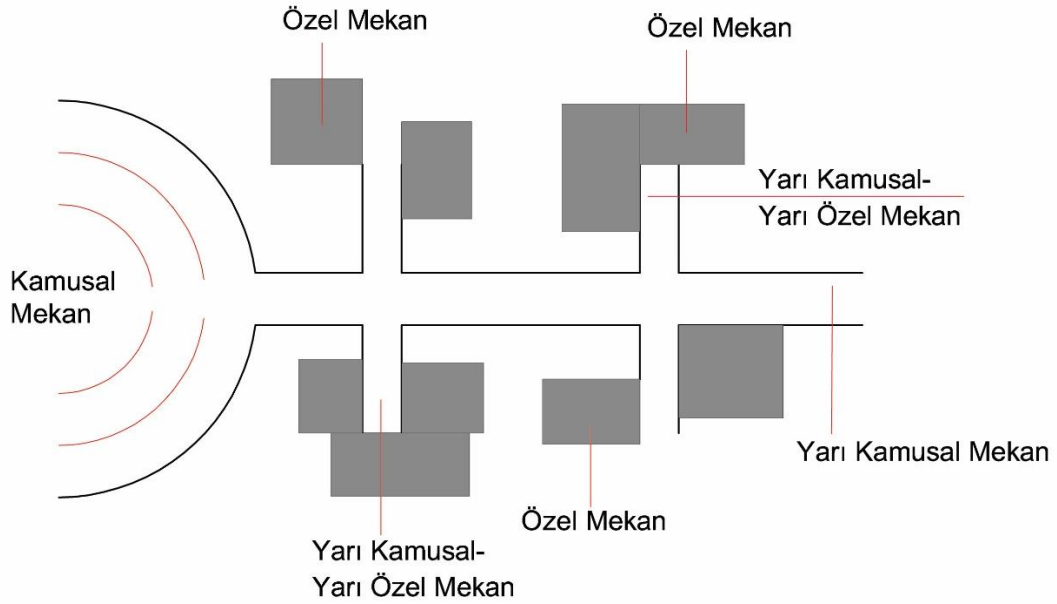 Özel Mekan
Özel Mekan
Yarı Kamusal-
Yarı Özel Mekan
Kamusal
Mekan
Yarı Kamusal Mekan
Özel Mekan
Yarı Kamusal-
Yarı Özel Mekan